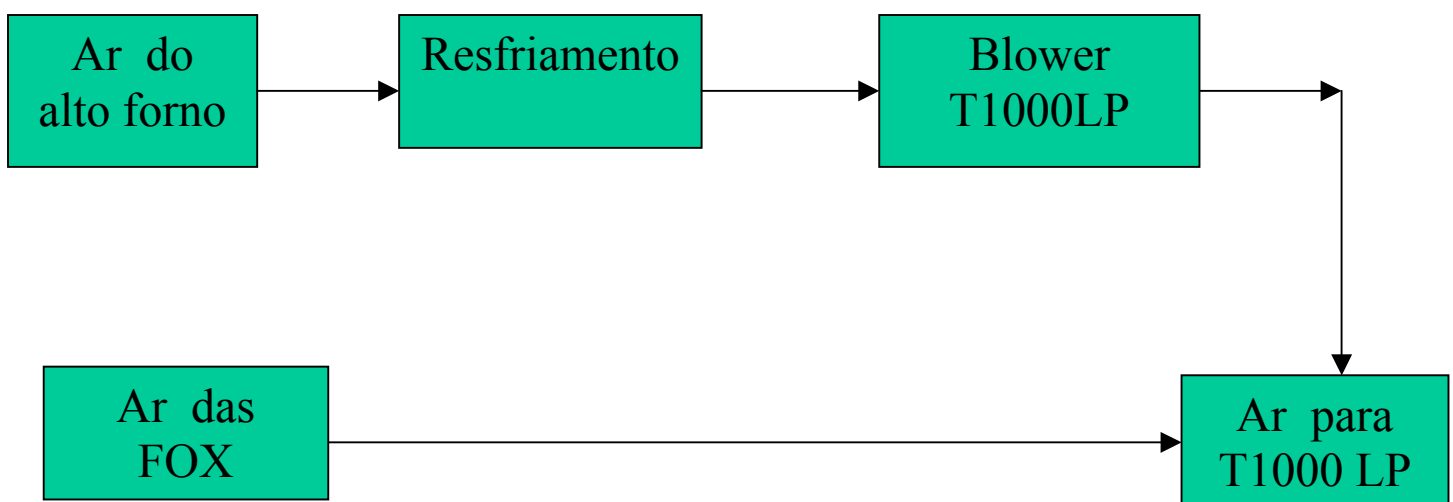 Ar do
alto forno
Resfriamento
Blower
T1000LP
Ar das
FOX
Ar para
T1000 LP